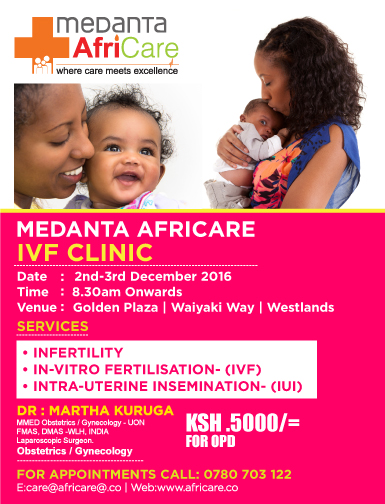 medanta
AfriCare
where care meets excellence
MEDANTA AFRICARE
IVF CLINIC
Date : 2nd-3rd December 2016
Time : 8.30am Onwards
Venue : Golden Plaza | Waiyaki Way | Westlands
SERVICES
• INFERTILITY
• IN-VITRO FERTILISATION- (IVF)
• INTRA-UTERINE INSEMINATION- (IUI)
DR : MARTHA KURUGA
MMED Obstetrics / Gynecology - UON
FMAS, DMAS -WLH, INDIA
Laparoscopic Surgeon.
Obstetrics / Gynecology
KSH .5000/=
FOR OPD
FOR APPOINTMENTS CALL: 0780 703 122
E:care@africare@.co | Web:www.africare.co